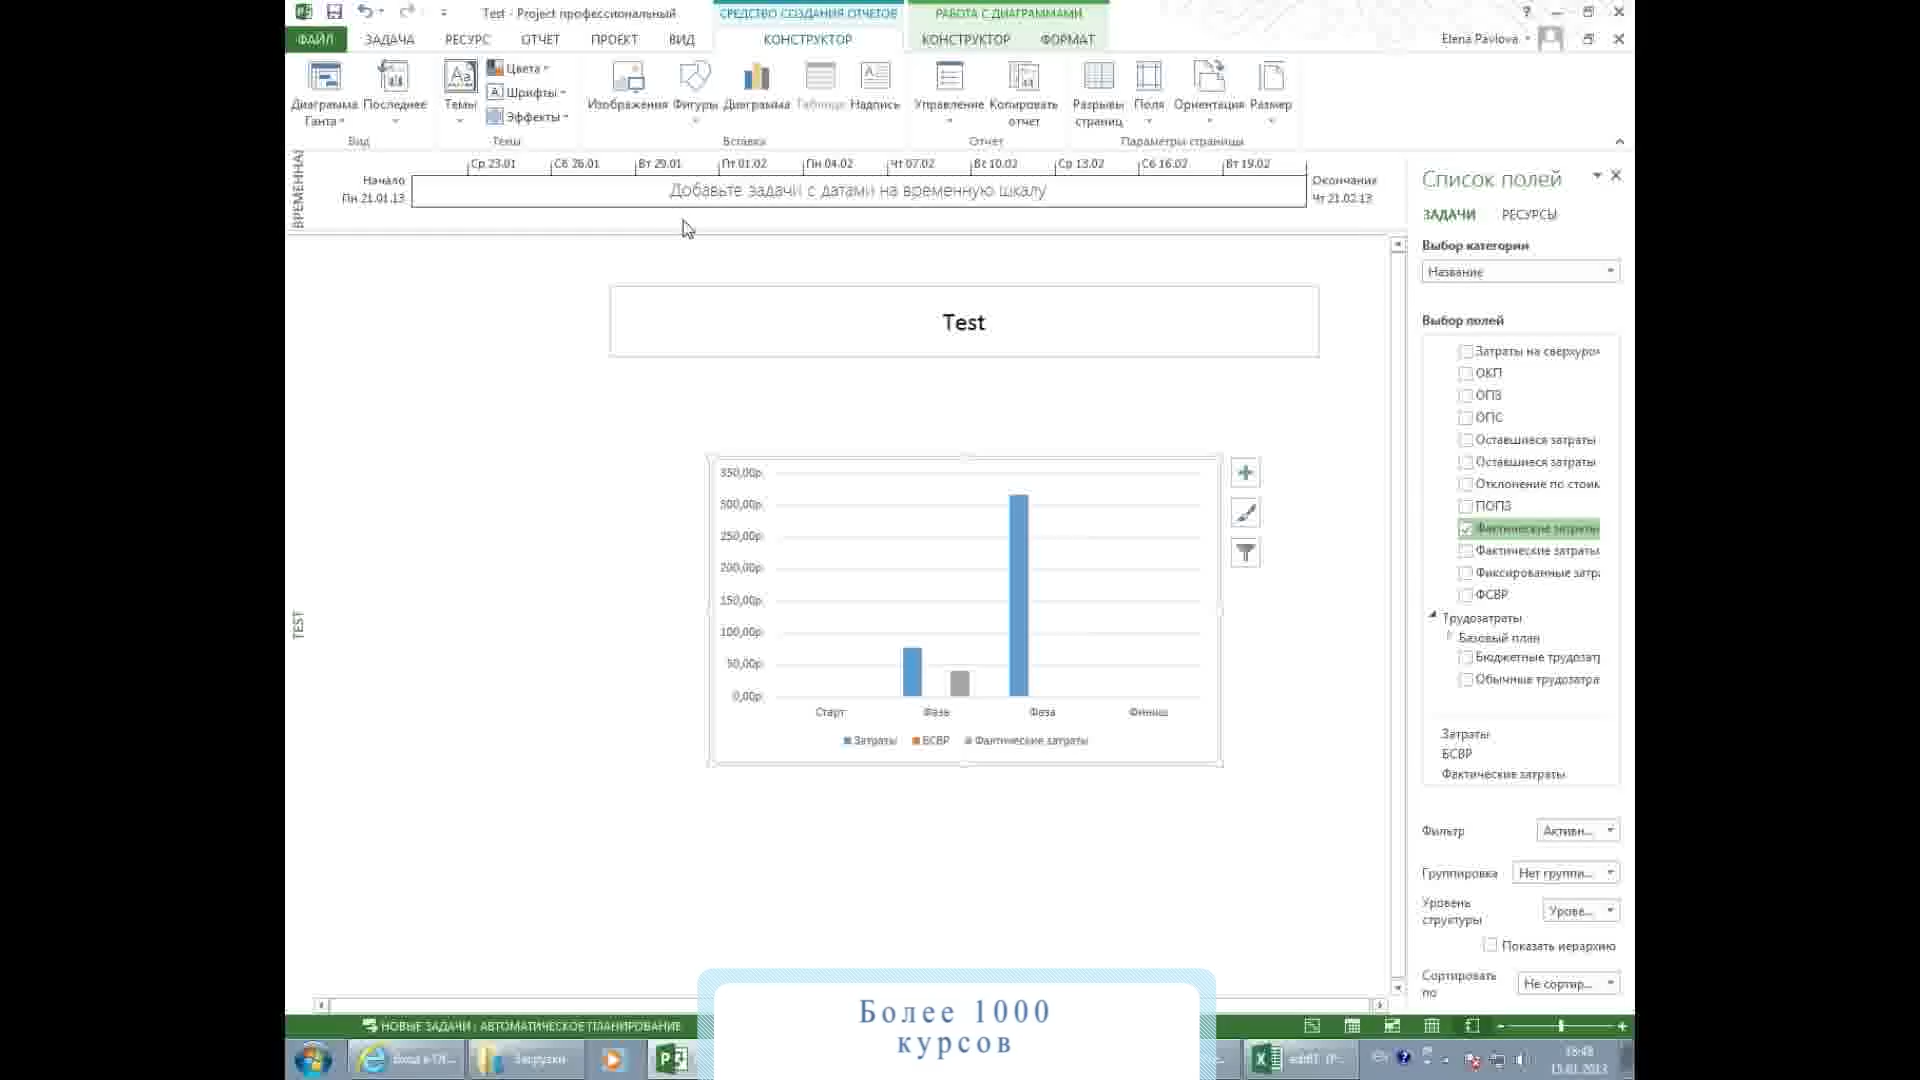 Test - Project профессиональный
СРЕДСТВО СОЗДАНИЯ ОТЧЕТОВ
РАБОТА С ДИАГРАММАМИ
ФАЙЛ
ЗАДАЧА
РЕСУРС
ОТЧЕТ
ПРОЕКТ
ВИД
КОНСТРУКТОР
КОНСТРУКТОР
ФОРМАТ
Elena Pavlova
Диаграмма Ганта
Последнее
Темы
Цвета
Шрифты
Эффекты
Изображения
Фигуры
Диаграмма
Таблица
Надпись
Управление
Копировать отчет
Разрывы страниц
Поля
Ориентация
Размер
Вид
Темы
Вставка
Отчет
Параметры страницы
Ср 23.01
Сб 26.01
Вт 29.01
Пт 01.02
Пн 04.02
Чт 07.02
Вс 10.02
Ср 13.02
Сб 16.02
Вт 19.02
Начало
Пн 21.01.13
Добавьте задачи с датами на временную шкалу
Окончание
Чт 21.02.13
TEST
Test
350,00р.
300,00р.
250,00р.
200,00р.
150,00р.
100,00р.
50,00р.
0,00р.
Старт
Фаза
Фаза
Финиш
Затраты
БСВР
Фактические затраты
Список полей
ЗАДАЧИ
РЕСУРСЫ
Выбор категории
Название
Выбор полей
Затраты на сверхуроч
ОКП
ОПЗ
ОПС
Оставшиеся затраты
Оставшиеся затраты
Отклонение по стоим
ПОПЗ
Фактические затраты
Фактические затраты
Фиксированные затра
ФСВР
Трудозатраты
Базовый план
Бюджетные трудозатр
Обычные трудозатра
Затраты
БСВР
Фактические затраты
Фильтр
Активн...
Группировка
Нет группи...
Уровень структуры
Урове...
Показать иерархию
Сортировать по
Не сортир...
НОВЫЕ ЗАДАЧИ : АВТОМАТИЧЕСКОЕ ПЛАНИРОВАНИЕ
Более 1000
курсов
Загрузки
15.01.2013